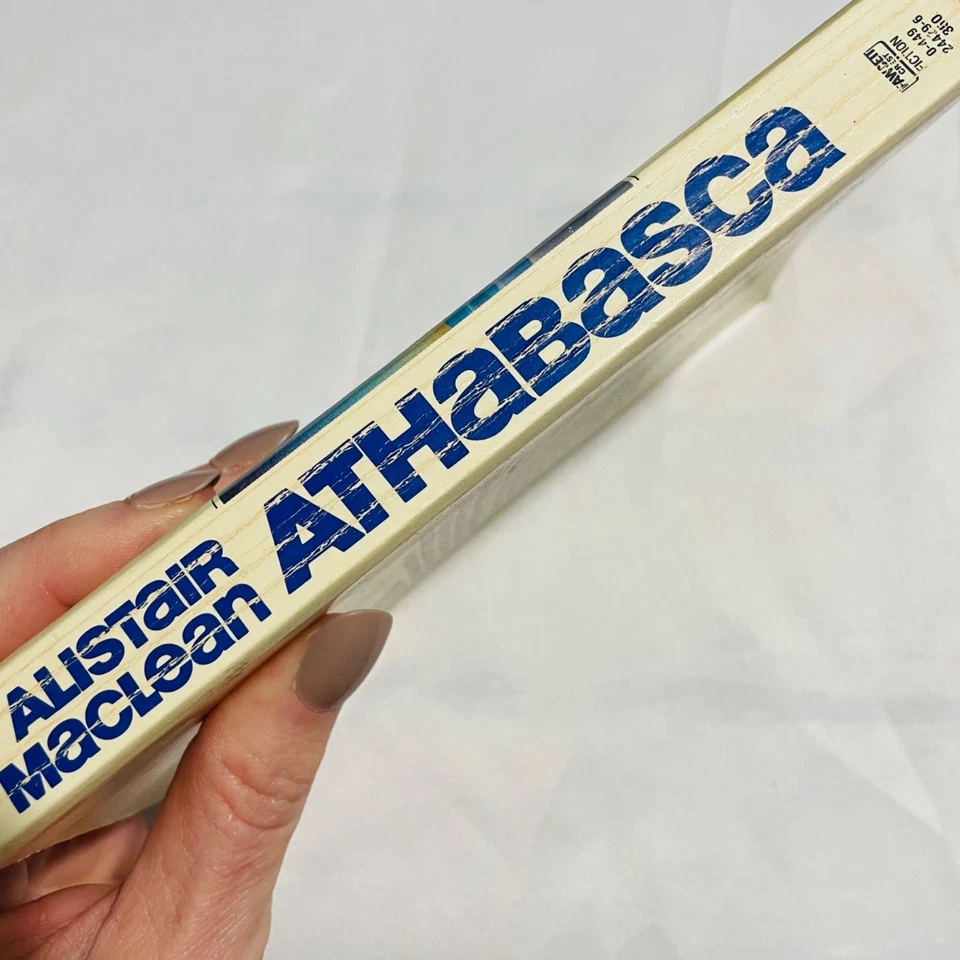 ALISTaiR
MacLean
ATHaBasca
FAWCETT
CREST
FICTION
0-449
24429-6
350